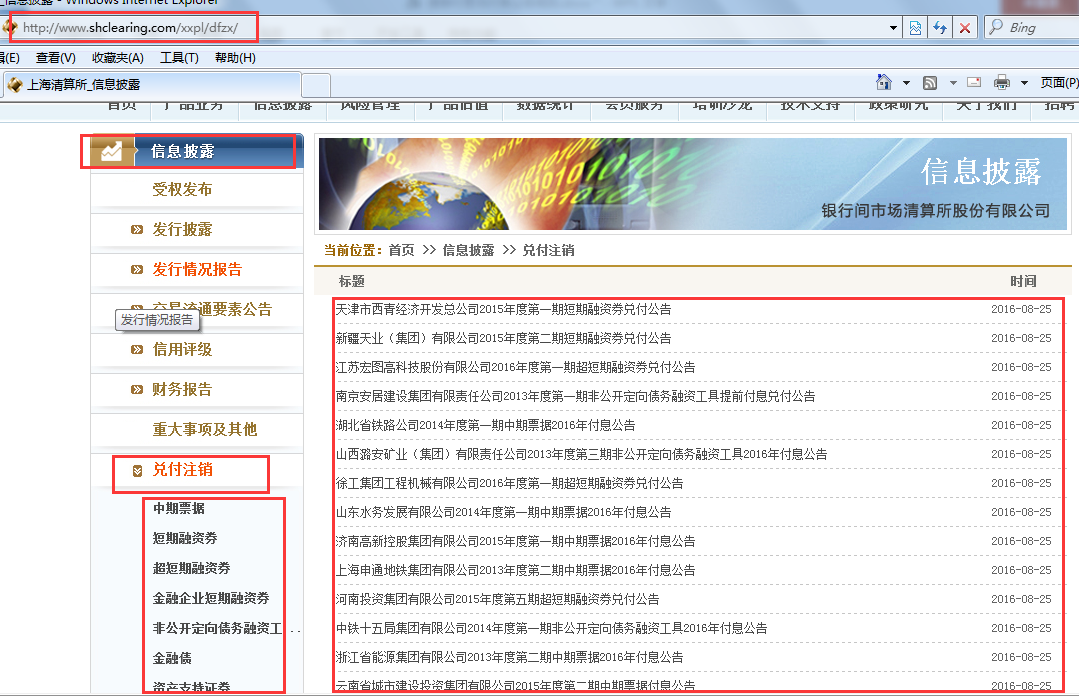 _信息披露 - Windows Internet Explorer
http://www.shclearing.com/xxpl/dfzx/
Bing
辑(E) 查看(V) 收藏夹(A) 工具(T) 帮助(H)
上海清算所_信息披露
页面(P)
首页 产品业务 信息披露 风险管理 产品估值 数据统计 会员服务 培训沙龙 技术支持 政策研究 关于我们 招聘
信息披露
受权发布
发行披露
发行情况报告
交易流通要素公告
发行情况报告
信用评级
财务报告
重大事项及其他
兑付注销
中期票据
短期融资券
超短期融资券
金融企业短期融资券
非公开定向债务融资工...
金融债
资产支持证券
信息披露
银行间市场清算所股份有限公司
当前位置: 首页 >> 信息披露 >> 兑付注销
标题 时间
天津市西青经济开发总公司2015年度第一期短期融资券兑付公告 2016-08-25
新疆天业（集团）有限公司2015年度第二期短期融资券兑付公告 2016-08-25
江苏宏图高科技股份有限公司2016年度第一期超短期融资券兑付公告 2016-08-25
南京安居建设集团有限责任公司2013年度第一期非公开定向债务融资工具提前付息兑付公告 2016-08-25
湖北省铁路公司2014年度第一期中期票据2016年付息公告 2016-08-25
山西潞安矿业（集团）有限责任公司2013年度第三期非公开定向债务融资工具2016年付息公告 2016-08-25
徐工集团工程机械有限公司2016年度第一期超短期融资券兑付公告 2016-08-25
山东水务发展有限公司2014年度第一期中期票据2016年付息公告 2016-08-25
济南高新控股集团有限公司2015年度第一期中期票据2016年付息公告 2016-08-25
上海申通地铁集团有限公司2013年度第二期中期票据2016年付息公告 2016-08-25
河南投资集团有限公司2015年度第五期超短期融资券兑付公告 2016-08-25
中铁十五局集团有限公司2014年度第一期非公开定向债务融资工具2016年付息公告 2016-08-25
浙江省能源集团有限公司2013年度第二期中期票据2016年付息公告 2016-08-25
云南省城市建设投资集团有限公司2015年度第二期中期票据2016年付息公告 2016-08-25